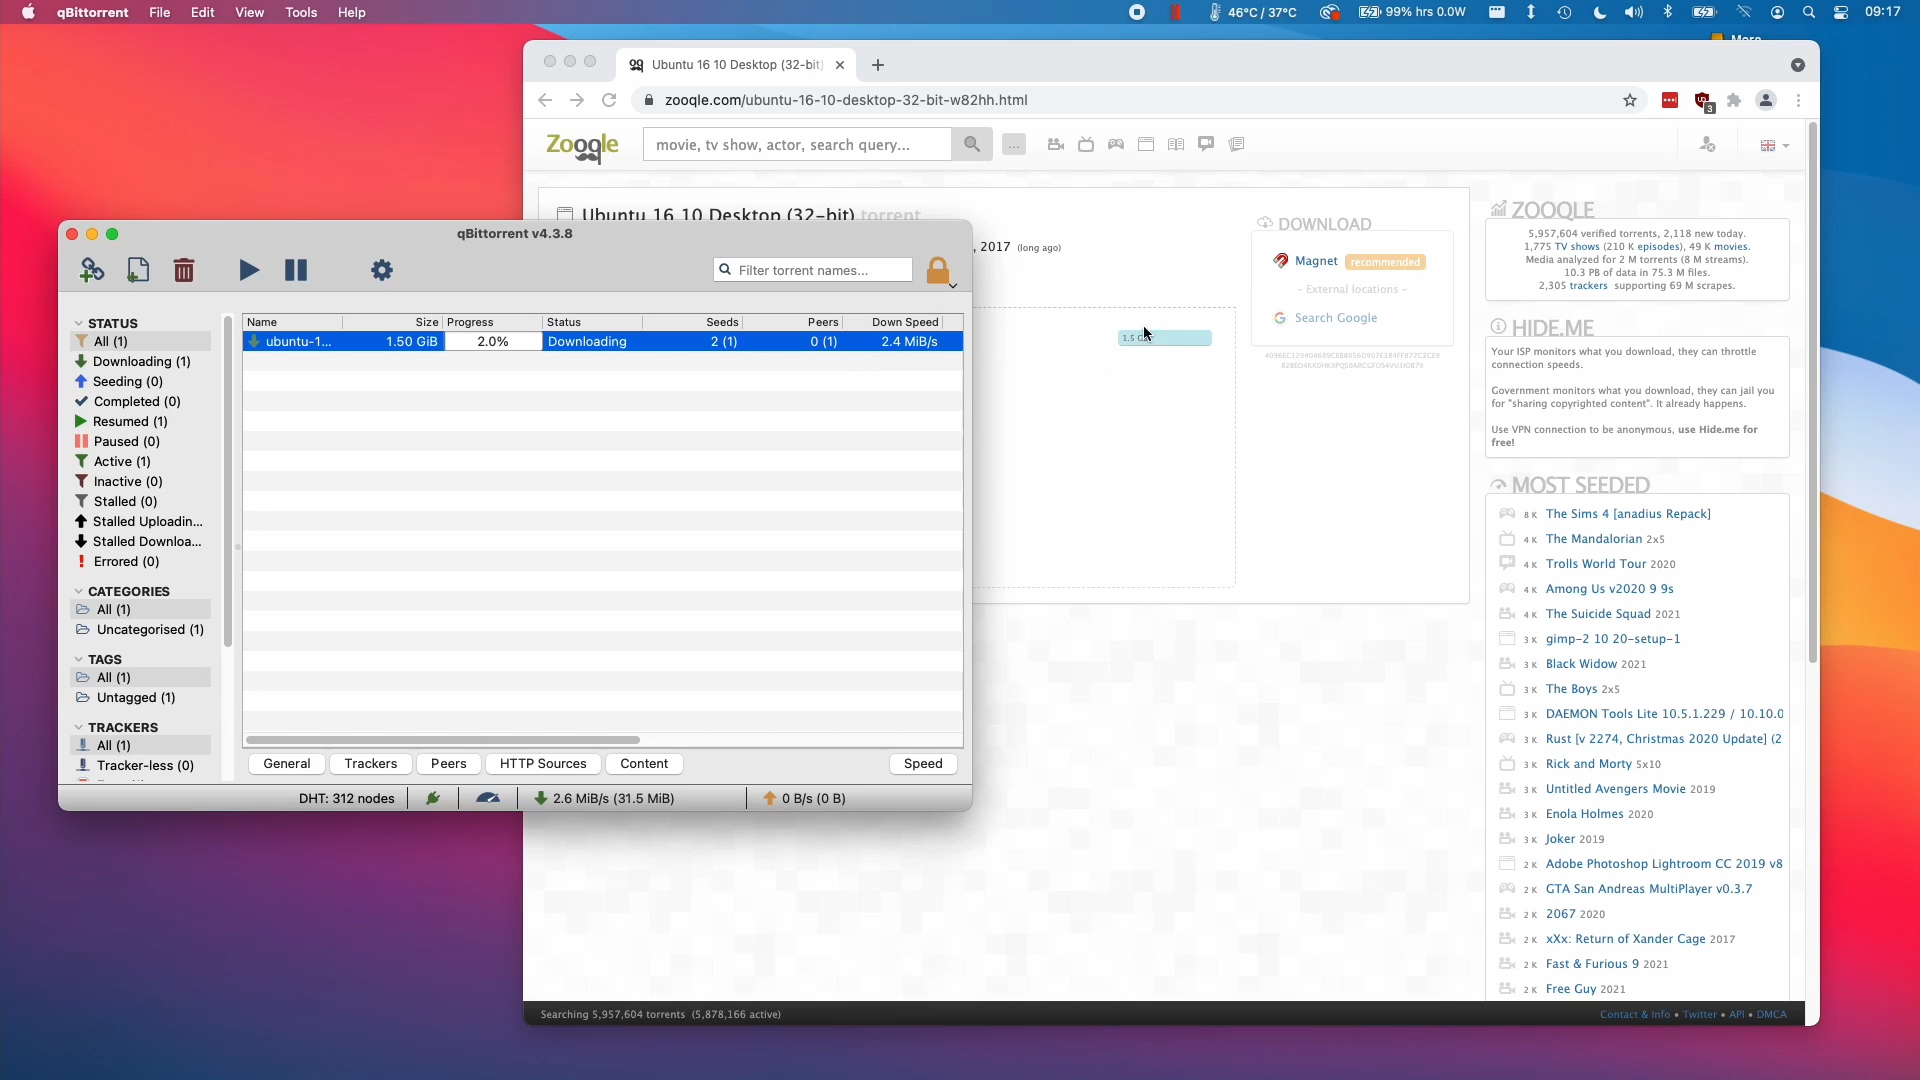 qBittorrent File Edit View Tools Help
46°C / 37°C 99% hrs 0.0W 09:17
More
Ubuntu 16 10 Desktop (32-bit)
zooqle.com/ubuntu-16-10-desktop-32-bit-w82hh.html
3
Zooqle movie, tv show, actor, search query... ...
Ubuntu 16 10 Desktop (32-bit) torrent
, 2017 (long ago)
DOWNLOAD
Magnet recommended
- External locations -
Search Google
ZOOQLE
5,957,604 verified torrents, 2,118 new today.
1,775 TV shows (210 K episodes), 49 K movies.
Media analyzed for 2 M torrents (8 M streams).
10.3 PB of data in 75.3 M files.
2,305 trackers supporting 69 M scrapes.
HIDE.ME
Your ISP monitors what you download, they can throttle
connection speeds.
Government monitors what you download, they can jail you
for "sharing copyrighted content". It already happens.
Use VPN connection to be anonymous, use Hide.me for
free!
MOST SEEDED
8 K The Sims 4 [anadius Repack]
4 K The Mandalorian 2x5
4 K Trolls World Tour 2020
4 K Among Us v2020 9 9s
4 K The Suicide Squad 2021
3 K gimp-2 10 20-setup-1
3 K Black Widow 2021
3 K The Boys 2x5
3 K DAEMON Tools Lite 10.5.1.229 / 10.10.0
3 K Rust [v 2274, Christmas 2020 Update] (2
3 K Rick and Morty 5x10
3 K Untitled Avengers Movie 2019
3 K Enola Holmes 2020
3 K Joker 2019
2 K Adobe Photoshop Lightroom CC 2019 v8
2 K GTA San Andreas MultiPlayer v0.3.7
2 K 2067 2020
2 K xXx: Return of Xander Cage 2017
2 K Fast & Furious 9 2021
2 K Free Guy 2021
Searching 5,957,604 torrents (5,878,166 active)
Contact & Info • Twitter • API • DMCA
qBittorrent v4.3.8
Filter torrent names...
STATUS
All (1)
Downloading (1)
Seeding (0)
Completed (0)
Resumed (1)
Paused (0)
Active (1)
Inactive (0)
Stalled (0)
Stalled Uploadin...
Stalled Downloa...
Errored (0)
CATEGORIES
All (1)
Uncategorised (1)
TAGS
All (1)
Untagged (1)
TRACKERS
All (1)
Tracker-less (0)
Name Size Progress Status Seeds Peers Down Speed
ubuntu-1... 1.50 GiB 2.0% Downloading 2 (1) 0 (1) 2.4 MiB/s
General Trackers Peers HTTP Sources Content Speed
DHT: 312 nodes 2.6 MiB/s (31.5 MiB) 0 B/s (0 B)